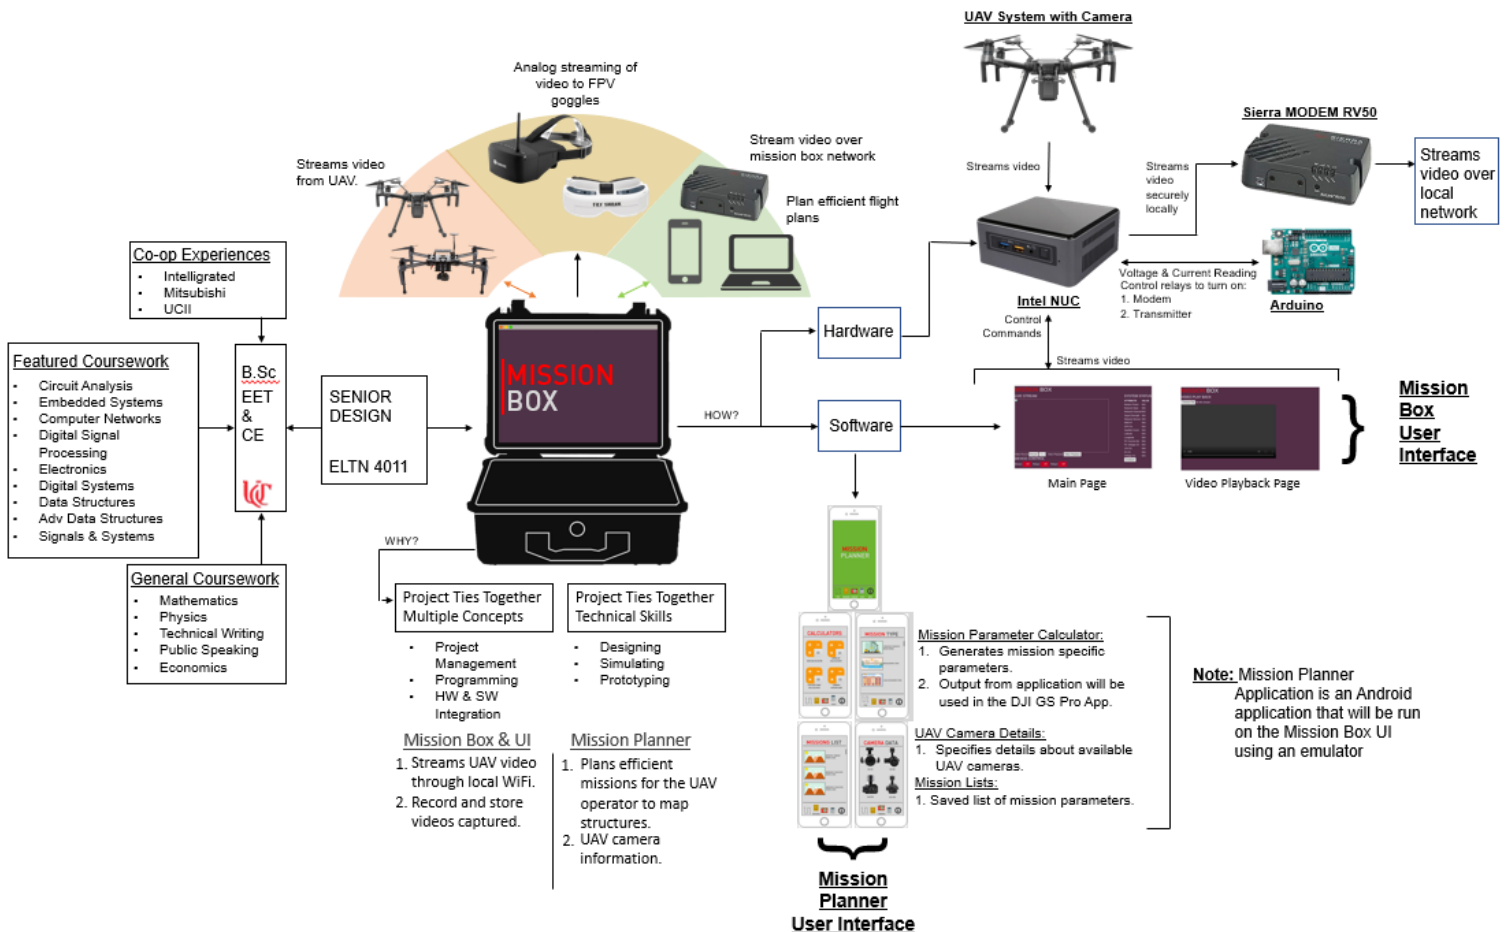 UAV System with Camera
Analog streaming of
video to FPV
goggles
Sierra MODEM RV50
Stream video over
mission box network
Streams video
from UAV.
Streams video
Streams
video
securely
locally
Streams
video over
local
network
Plan efficient flight
plans
Co-op Experiences
Intelligrated
Mitsubishi
UCII
Voltage & Current Reading
Control relays to turn on:
1. Modem
2. Transmitter
Intel NUC
Arduino
Control
Commands
Hardware
Streams video
Featured Coursework
Circuit Analysis
Embedded Systems
Computer Networks
Digital Signal
Processing
Electronics
Digital Systems
Data Structures
Adv Data Structures
Signals & Systems
B.Sc
EET
&
CE
SENIOR
DESIGN
ELTN 4011
MISSION
BOX
HOW?
Software
Main Page
Video Playback Page
Mission
Box
User
Interface
WHY?
General Coursework
Mathematics
Physics
Technical Writing
Public Speaking
Economics
Project Ties Together
Multiple Concepts
Project
Management
Programming
HW & SW
Integration
Project Ties Together
Technical Skills
Designing
Simulating
Prototyping
Mission Box & UI
1. Streams UAV video
through local WiFi.
2. Record and store
videos captured.
Mission Planner
1. Plans efficient
missions for the UAV
operator to map
structures.
2. UAV camera
information.
MISSION
PLANNER
CALCULATORS
MISSION TYPE
MISSIONS LIST
CAMERA DATA
Mission Parameter Calculator:
1. Generates mission specific
parameters.
2. Output from application will be
used in the DJI GS Pro App.
UAV Camera Details:
1. Specifies details about available
UAV cameras.
Mission Lists:
1. Saved list of mission parameters.
Note: Mission Planner
Application is an Android
application that will be run
on the Mission Box UI
using an emulator
Mission
Planner
User Interface